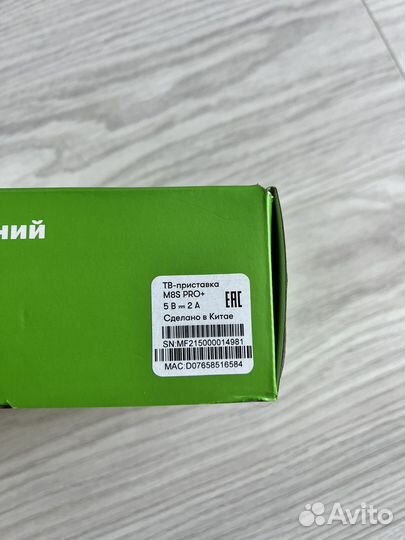 ний
ТВ-приставка
M8S PRO+
5 В ⎓ 2 А
Сделано в Китае
EAC
SN:MF215000014981
MAC:D07658516584
Avito